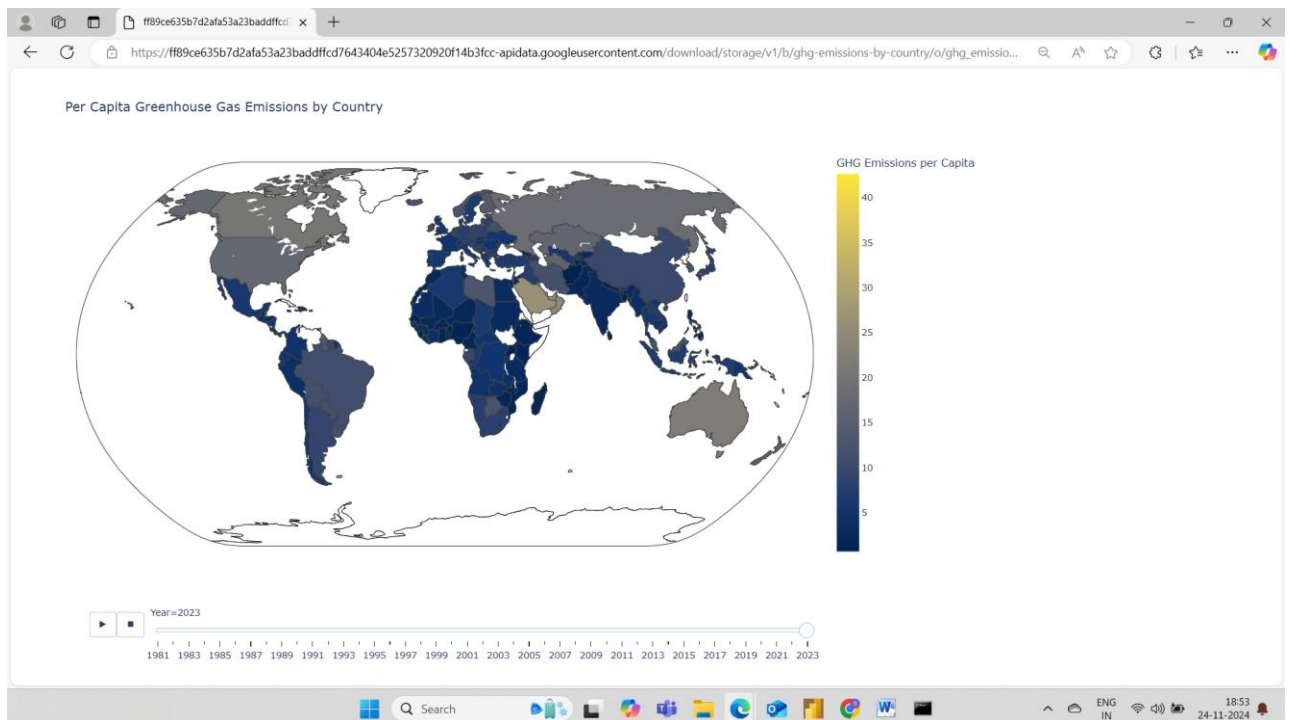 ff89ce635b7d2afa53a23baddffcd
https://ff89ce635b7d2afa53a23baddffcd7643404e5257320920f14b3fcc-apidata.googleusercontent.com/download/storage/v1/b/ghg-emissions-by-country/o/ghg_emissio...
Per Capita Greenhouse Gas Emissions by Country
GHG Emissions per Capita
40
35
30
25
20
15
10
5
Year=2023
1981 1983 1985 1987 1989 1991 1993 1995 1997 1999 2001 2003 2005 2007 2009 2011 2013 2015 2017 2019 2021 2023
Search
ENG
IN
18:53
24-11-2024